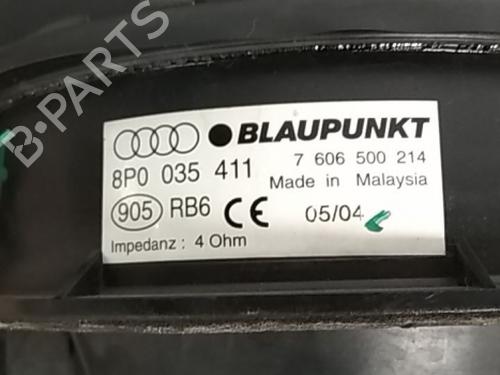 B-PARTS
BLAUPUNKT
8P0 035 411 7 606 500 214
Made in Malaysia
905 RB6 CE 05/04
Impedanz : 4 Ohm